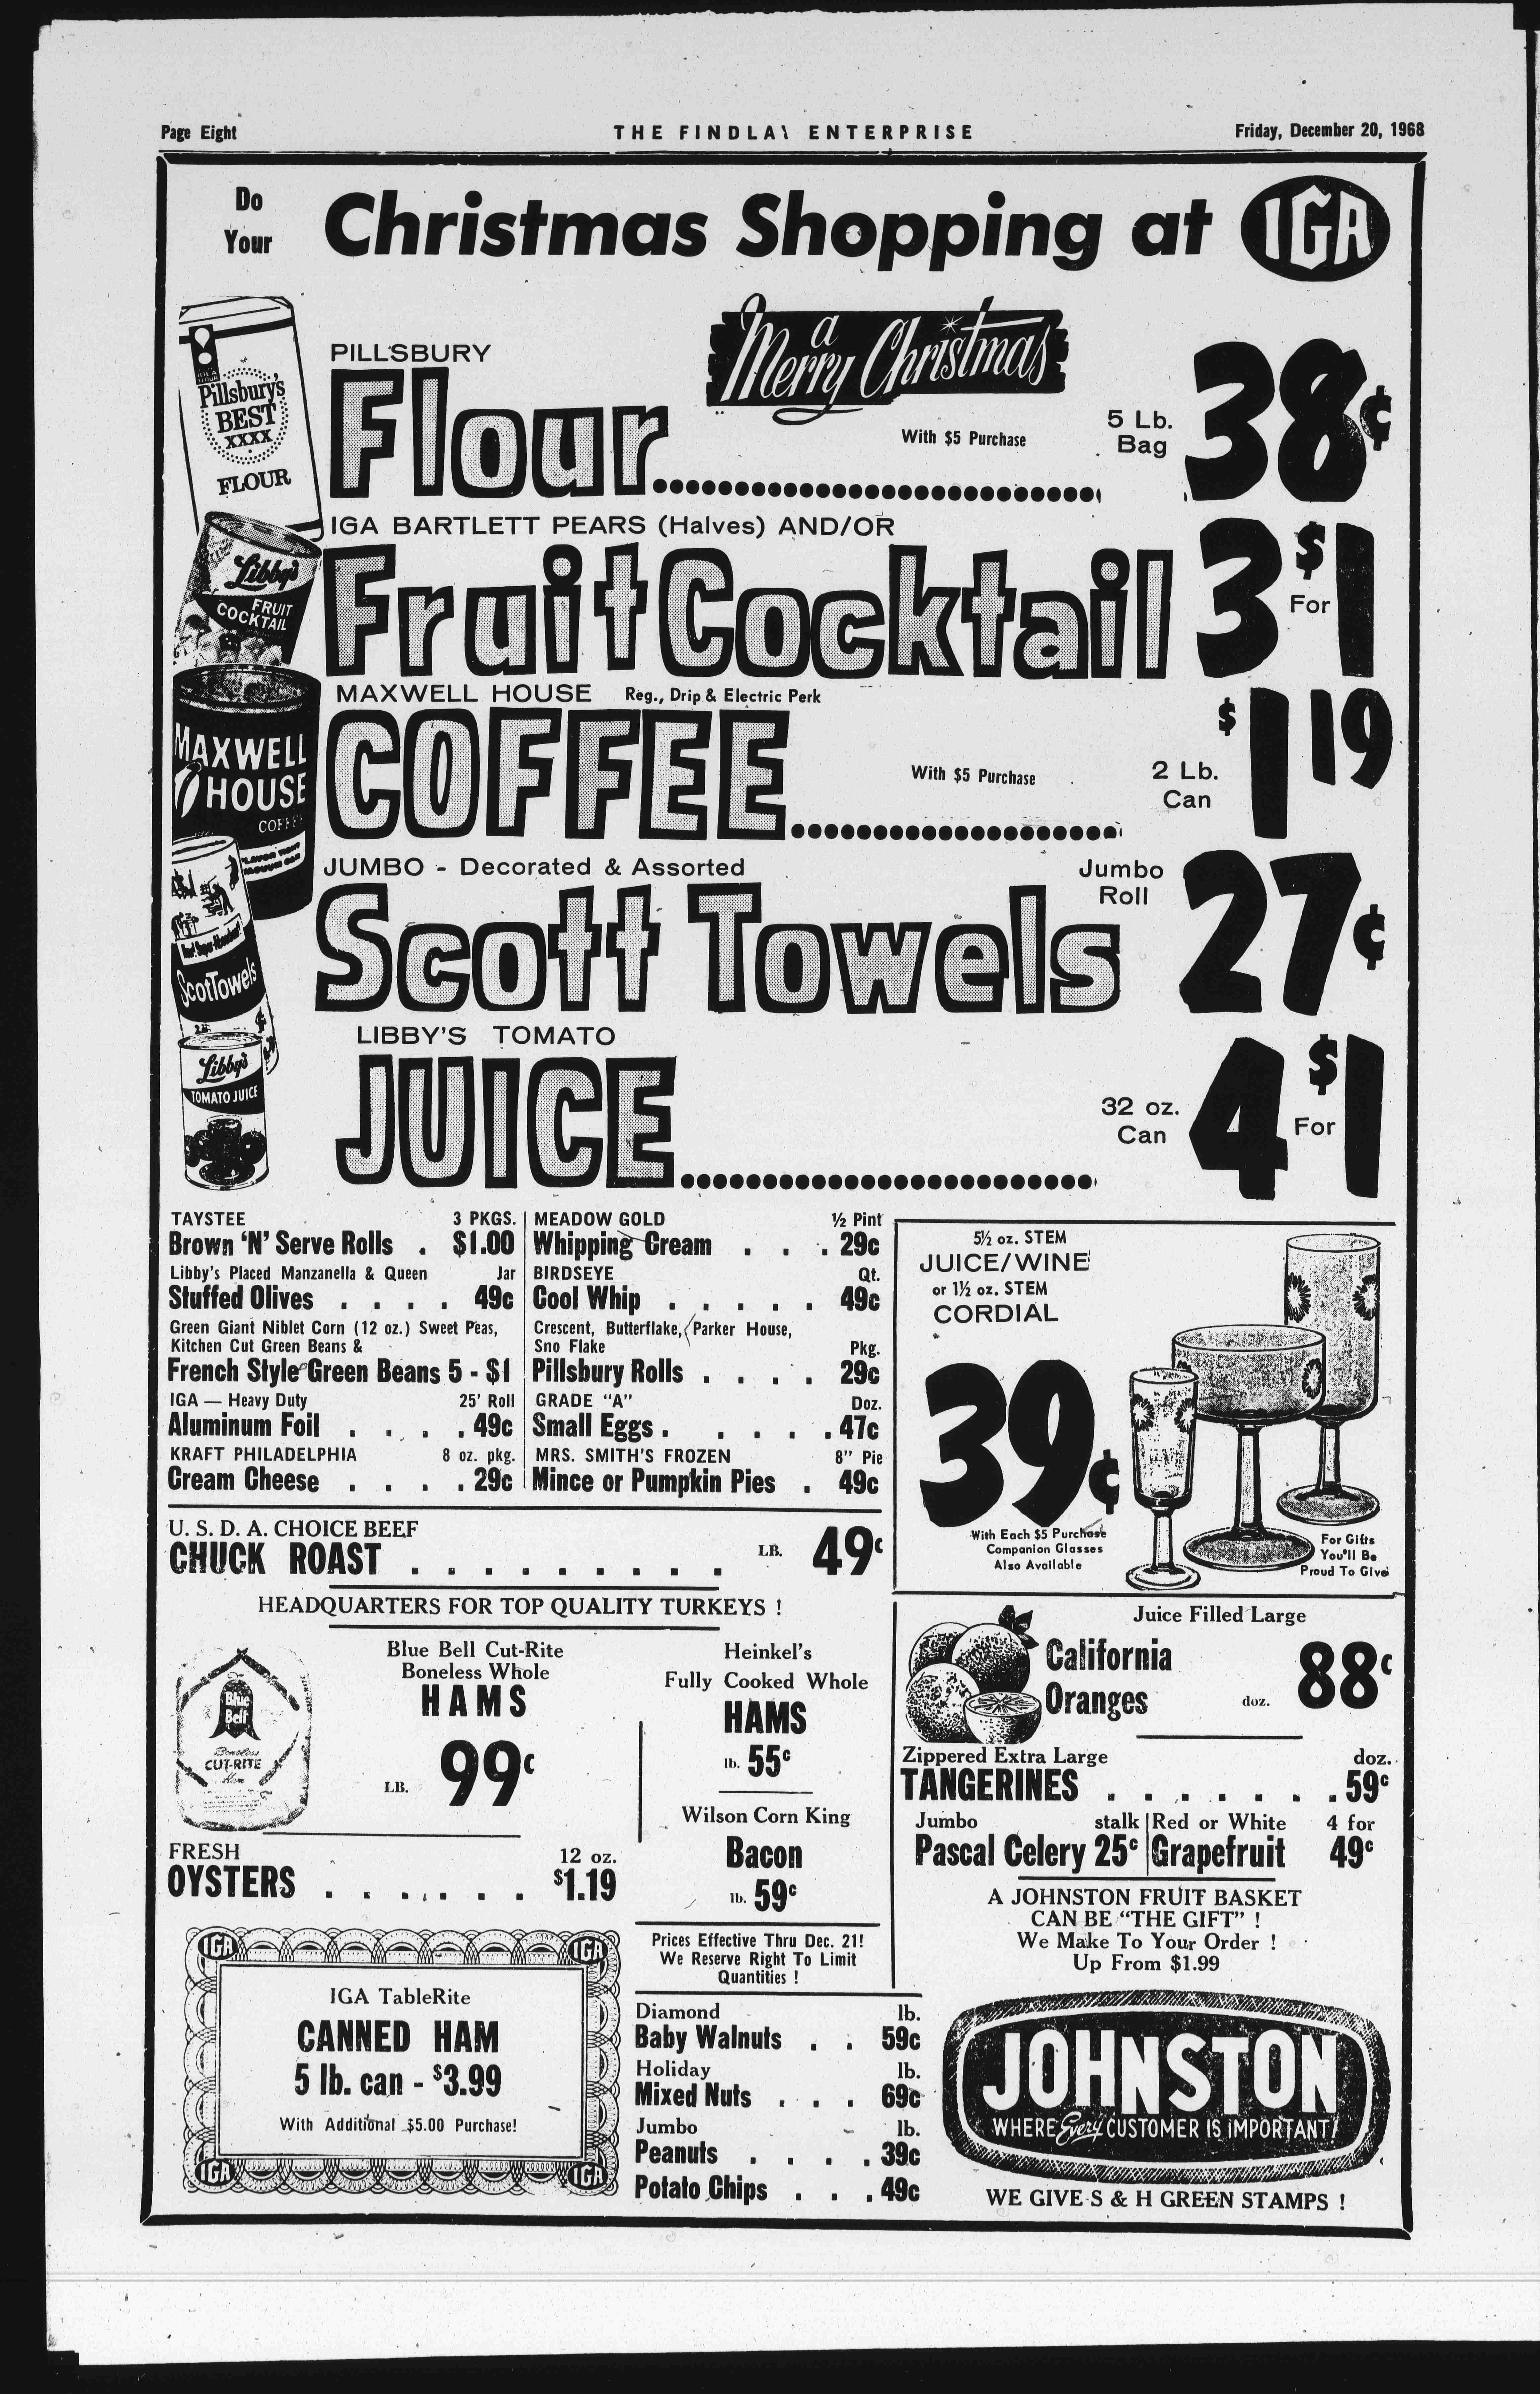 Page Eight
THE FINDLAY ENTERPRISE
Friday, December 20, 1968
Do
Your
Christmas Shopping at
IGA
a
Merry Christmas
Pillsbury's
BEST
XXXX
FLOUR
PILLSBURY
Flour
With $5 Purchase
5 Lb.
Bag
38¢
IGA BARTLETT PEARS (Halves) AND/OR
Libby's
FRUIT
COCKTAIL
Fruit Cocktail
3 For $1
MAXWELL HOUSE Reg., Drip & Electric Perk
MAXWELL
HOUSE
COFFEE
COFFEE
With $5 Purchase
2 Lb.
Can
$1 19
JUMBO - Decorated & Assorted
ScotTowels
Scott Towels
Jumbo
Roll
27¢
LIBBY'S TOMATO
Libby's
TOMATO JUICE
JUICE
32 oz.
Can
4 For $1
TAYSTEE 3 PKGS.
Brown 'N' Serve Rolls . $1.00
Libby's Placed Manzanella & Queen Jar
Stuffed Olives . . . . 49c
Green Giant Niblet Corn (12 oz.) Sweet Peas,
Kitchen Cut Green Beans &
French Style Green Beans 5 - $1
IGA — Heavy Duty 25' Roll
Aluminum Foil . . . . 49c
KRAFT PHILADELPHIA 8 oz. pkg.
Cream Cheese . . . . 29c
MEADOW GOLD ½ Pint
Whipping Cream . . . 29c
BIRDSEYE Qt.
Cool Whip . . . . . 49c
Crescent, Butterflake, Parker House,
Sno Flake Pkg.
Pillsbury Rolls . . . . 29c
GRADE "A" Doz.
Small Eggs . . . . . 47c
MRS. SMITH'S FROZEN 8" Pie
Mince or Pumpkin Pies . 49c
5½ oz. STEM
JUICE/WINE
or 1½ oz. STEM
CORDIAL
39¢
With Each $5 Purchase
Companion Glasses
Also Available
For Gifts
You'll Be
Proud To Give
U. S. D. A. CHOICE BEEF
CHUCK ROAST . . . . . . . . . . LB. 49c
HEADQUARTERS FOR TOP QUALITY TURKEYS !
Blue
Bell
Boneless
CUT-RITE
Ham
Blue Bell Cut-Rite
Boneless Whole
HAMS
LB. 99c
Heinkel's
Fully Cooked Whole
HAMS
lb. 55c
Wilson Corn King
Bacon
lb. 59c
FRESH
OYSTERS . . . . . . . 12 oz. $1.19
Juice Filled Large
California
Oranges doz. 88c
Zippered Extra Large doz.
TANGERINES . . . . . . . 59c
Jumbo stalk
Pascal Celery 25c
Red or White 4 for
Grapefruit 49c
A JOHNSTON FRUIT BASKET
CAN BE "THE GIFT" !
We Make To Your Order !
Up From $1.99
IGA
IGA
IGA TableRite
CANNED HAM
5 lb. can - $3.99
With Additional $5.00 Purchase!
IGA
IGA
Prices Effective Thru Dec. 21!
We Reserve Right To Limit
Quantities !
Diamond lb.
Baby Walnuts . . 59c
Holiday lb.
Mixed Nuts . . . 69c
Jumbo lb.
Peanuts . . . . 39c
Potato Chips . . . 49c
JOHNSTON
WHERE Every CUSTOMER IS IMPORTANT!
WE GIVE S & H GREEN STAMPS !